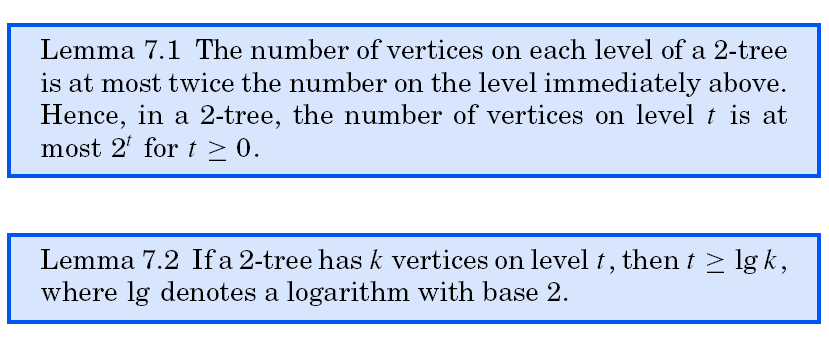 Lemma 7.1 The number of vertices on each level of a 2-tree
is at most twice the number on the level immediately above.
Hence, in a 2-tree, the number of vertices on level t is at
most 2ᵗ for t ≥ 0.
Lemma 7.2 If a 2-tree has k vertices on level t, then t ≥ lg k,
where lg denotes a logarithm with base 2.